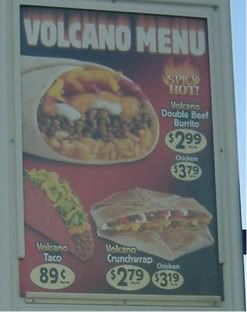 VOLCANO MENU
SPICY
HOT!
Volcano
Double Beef
Burrito
$2.99
Chicken
$3.79
Volcano
Taco
89¢
Volcano
Crunchwrap
$2.79
Chicken
$3.19